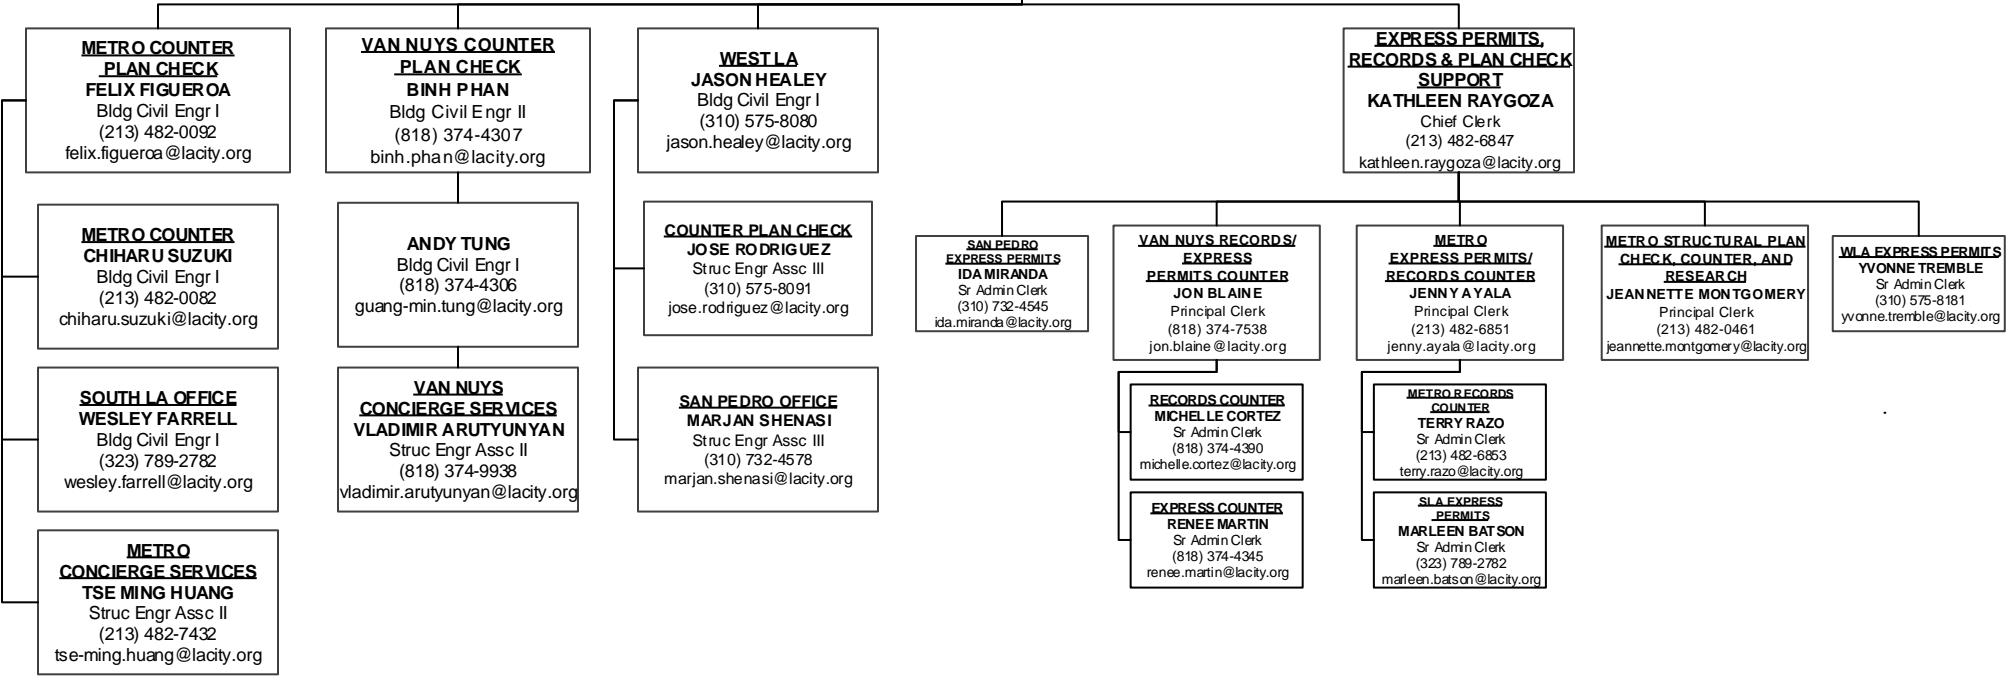 METRO COUNTER
PLAN CHECK
FELIX FIGUEROA
Bldg Civil Engr I
(213) 482-0092
felix.figueroa@lacity.org
METRO COUNTER
CHIHARU SUZUKI
Bldg Civil Engr I
(213) 482-0082
chiharu.suzuki@lacity.org
SOUTH LA OFFICE
WESLEY FARRELL
Bldg Civil Engr I
(323) 789-2782
wesley.farrell@lacity.org
METRO
CONCIERGE SERVICES
TSE MING HUANG
Struc Engr Assc II
(213) 482-7432
tse-ming.huang@lacity.org
VAN NUYS COUNTER
PLAN CHECK
BINH PHAN
Bldg Civil Engr II
(818) 374-4307
binh.phan@lacity.org
ANDY TUNG
Bldg Civil Engr I
(818) 374-4306
guang-min.tung@lacity.org
VAN NUYS
CONCIERGE SERVICES
VLADIMIR ARUTYUNYAN
Struc Engr Assc II
(818) 374-9938
vladimir.arutyunyan@lacity.org
WEST LA
JASON HEALEY
Bldg Civil Engr I
(310) 575-8080
jason.healey@lacity.org
COUNTER PLAN CHECK
JOSE RODRIGUEZ
Struc Engr Assc III
(310) 575-8091
jose.rodriguez@lacity.org
SAN PEDRO OFFICE
MARJAN SHENASI
Struc Engr Assc III
(310) 732-4578
marjan.shenasi@lacity.org
EXPRESS PERMITS,
RECORDS & PLAN CHECK
SUPPORT
KATHLEEN RAYGOZA
Chief Clerk
(213) 482-6847
kathleen.raygoza@lacity.org
SAN PEDRO
EXPRESS PERMITS
IDA MIRANDA
Sr Admin Clerk
(310) 732-4545
ida.miranda@lacity.org
VAN NUYS RECORDS/
EXPRESS
PERMITS COUNTER
JON BLAINE
Principal Clerk
(818) 374-7538
jon.blaine@lacity.org
RECORDS COUNTER
MICHELLE CORTEZ
Sr Admin Clerk
(818) 374-4390
michelle.cortez@lacity.org
EXPRESS COUNTER
RENEE MARTIN
Sr Admin Clerk
(818) 374-4345
renee.martin@lacity.org
METRO
EXPRESS PERMITS/
RECORDS COUNTER
JENNY AYALA
Principal Clerk
(213) 482-6851
jenny.ayala@lacity.org
METRO RECORDS
COUNTER
TERRY RAZO
Sr Admin Clerk
(213) 482-6853
terry.razo@lacity.org
SLA EXPRESS
PERMITS
MARLEEN BATSON
Sr Admin Clerk
(323) 789-2782
marleen.batson@lacity.org
METRO STRUCTURAL PLAN
CHECK, COUNTER, AND
RESEARCH
JEANNETTE MONTGOMERY
Principal Clerk
(213) 482-0461
jeannette.montgomery@lacity.org
WLA EXPRESS PERMITS
YVONNE TREMBLE
Sr Admin Clerk
(310) 575-8181
yvonne.tremble@lacity.org